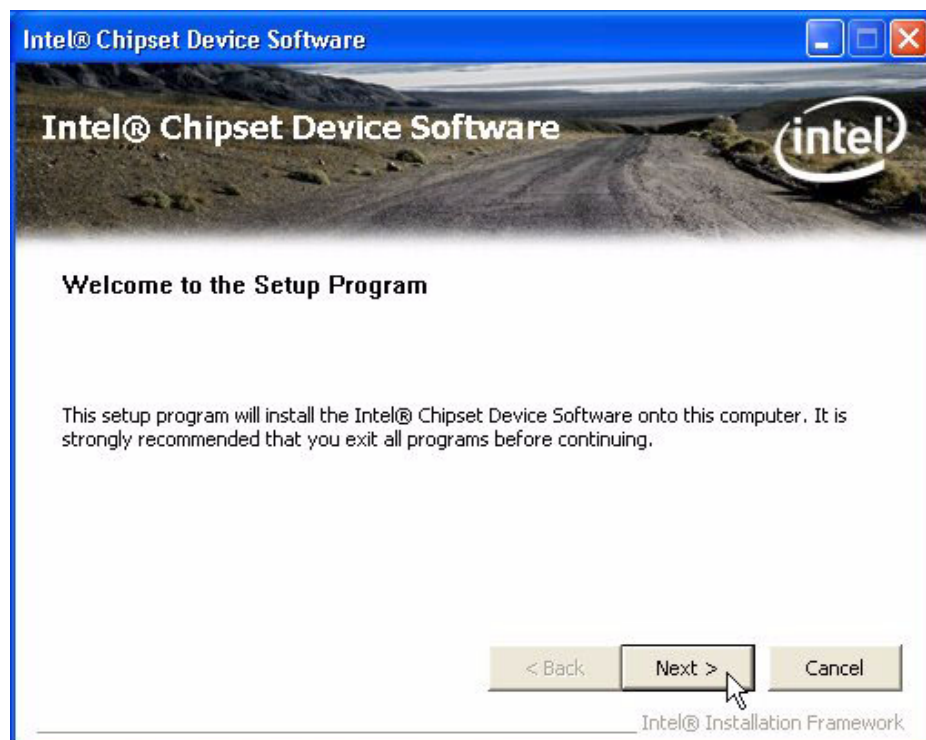 Intel® Chipset Device Software
Intel® Chipset Device Software
intel
Welcome to the Setup Program
This setup program will install the Intel® Chipset Device Software onto this computer. It is
strongly recommended that you exit all programs before continuing.
< Back Next > Cancel
Intel® Installation Framework